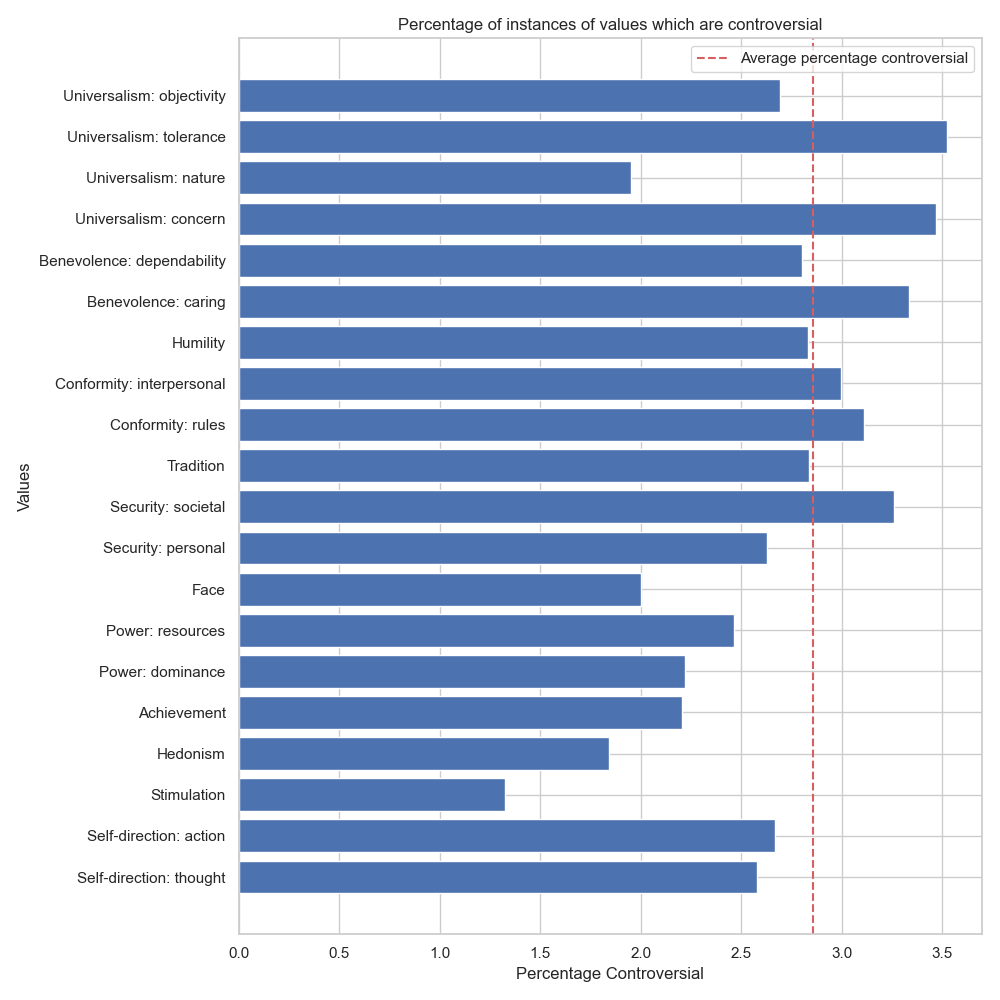 Percentage of instances of values which are controversial
Average percentage controversial
Universalism: objectivity
Universalism: tolerance
Universalism: nature
Universalism: concern
Benevolence: dependability
Benevolence: caring
Humility
Conformity: interpersonal
Conformity: rules
Tradition
Security: societal
Security: personal
Face
Power: resources
Power: dominance
Achievement
Hedonism
Stimulation
Self-direction: action
Self-direction: thought
Values
0.0 0.5 1.0 1.5 2.0 2.5 3.0 3.5
Percentage Controversial